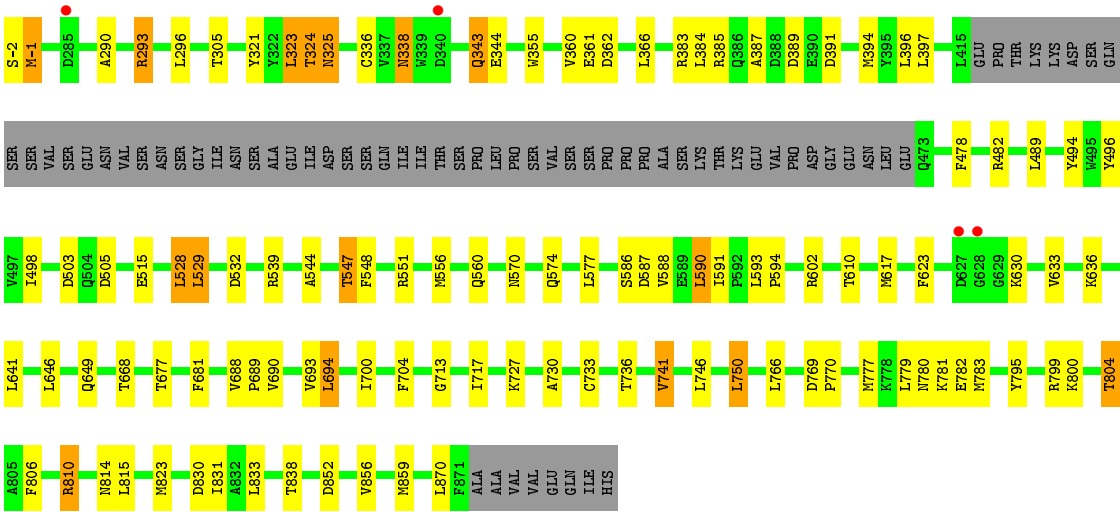 S-2 M-1 D285 A290 R293 L296 T305 Y321 Y322 L323 T324 N325 C336 V337 N338 W339 D340 Q343 E344 W355 V360 E361 D362 L366 R383 L384 R385 Q386 A387 D388 D389 E390 D391 M394 Y395 L396 L397 L415 GLU PRO THR LYS LYS ASP SER GLN
SER SER VAL SER GLU ASN VAL SER ASN SER GLY ILE ASN SER ALA GLU ILE ASP SER SER GLN ILE ILE THR SER PRO LEU PRO PRO SER VAL SER SER PRO PRO PRO ALA SER LYS THR LYS GLU VAL PRO ASP GLY GLU ASN LEU GLU Q473 F478 R482 L489 Y494 W495 Y496
V497 I498 D503 Q504 D505 E515 L528 L529 D532 R539 A544 T547 F548 R551 M556 Q560 N570 Q574 L577 S586 D587 V588 E589 L590 I591 P592 L593 P594 R602 T610 M617 F623 D627 G628 G629 K630 V633 K636
L641 L646 Q649 T668 T677 F681 V688 P689 V690 V693 L694 I700 F704 G713 I717 K727 A730 C733 T736 V741 L746 L750 L766 D769 P770 M777 K778 L779 N780 K781 E782 M783 Y795 R799 K800 T804
A805 F806 R810 N814 L815 M823 D830 I831 A832 L833 T838 D852 V856 M859 L870 F871 ALA ALA VAL VAL GLU GLN ILE HIS